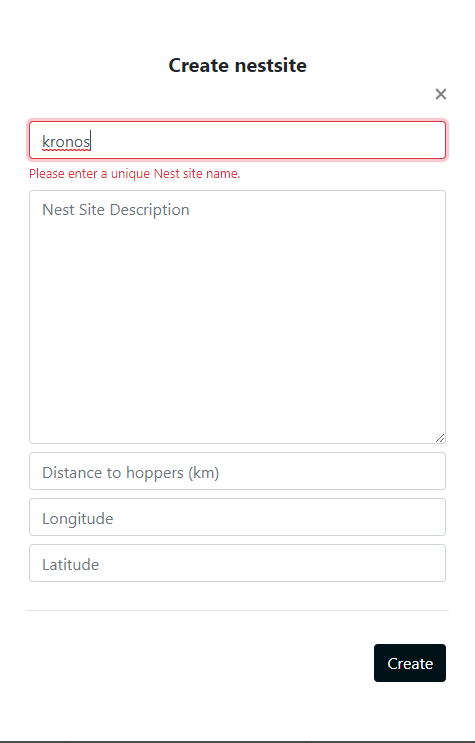 Create nestsite
×
kronos
Please enter a unique Nest site name.
Nest Site Description
Distance to hoppers (km)
Longitude
Latitude
Create